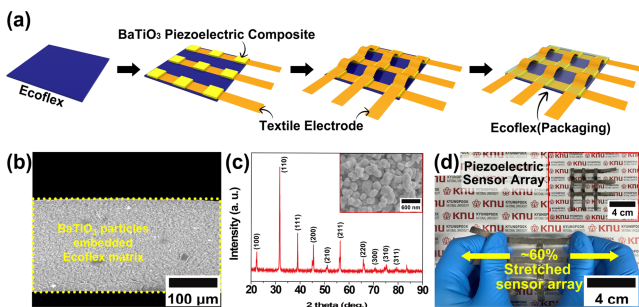 (a)
BaTiO₃ Piezoelectric Composite
Ecoflex
Textile Electrode
Ecoflex(Packaging)
(b)
BaTiO₃ particles
embedded
Ecoflex matrix
100 μm
(c)
Intensity (a. u.)
(100)
(110)
(111)
(200)
(210)
(211)
(220)
(300)
(310)
(311)
600 nm
20 30 40 50 60 70 80 90
2 theta (deg.)
(d)
Piezoelectric
Sensor Array
KNU
KYUNGPOOK
4 cm
~60%
Stretched
sensor array
4 cm